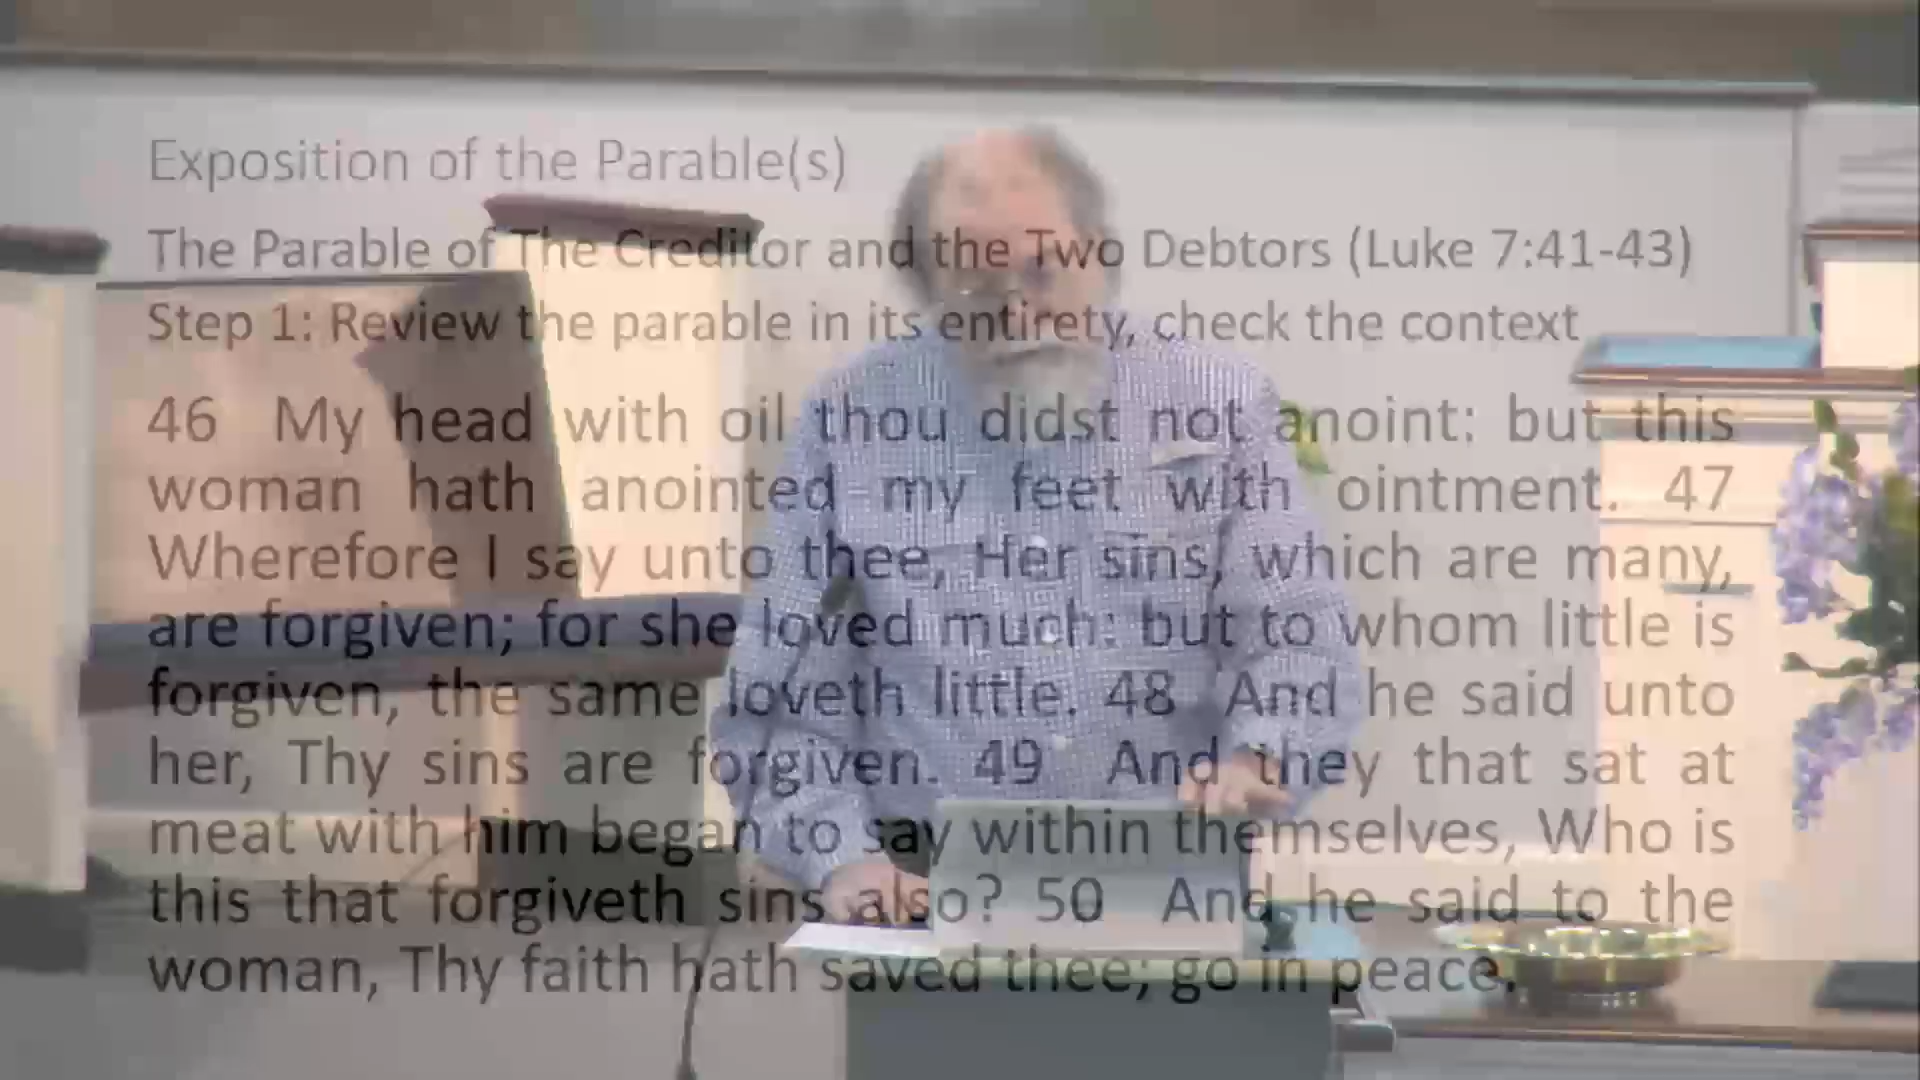 Exposition of the Parable(s)
The Parable of The Creditor and the Two Debtors (Luke 7:41-43)
Step 1: Review the parable in its entirety, check the context
46 My head with oil thou didst not anoint: but this
woman hath anointed my feet with ointment. 47
Wherefore I say unto thee, Her sins, which are many,
are forgiven; for she loved much: but to whom little is
forgiven, the same loveth little. 48 And he said unto
her, Thy sins are forgiven. 49 And they that sat at
meat with him began to say within themselves, Who is
this that forgiveth sins also? 50 And he said to the
woman, Thy faith hath saved thee; go in peace.